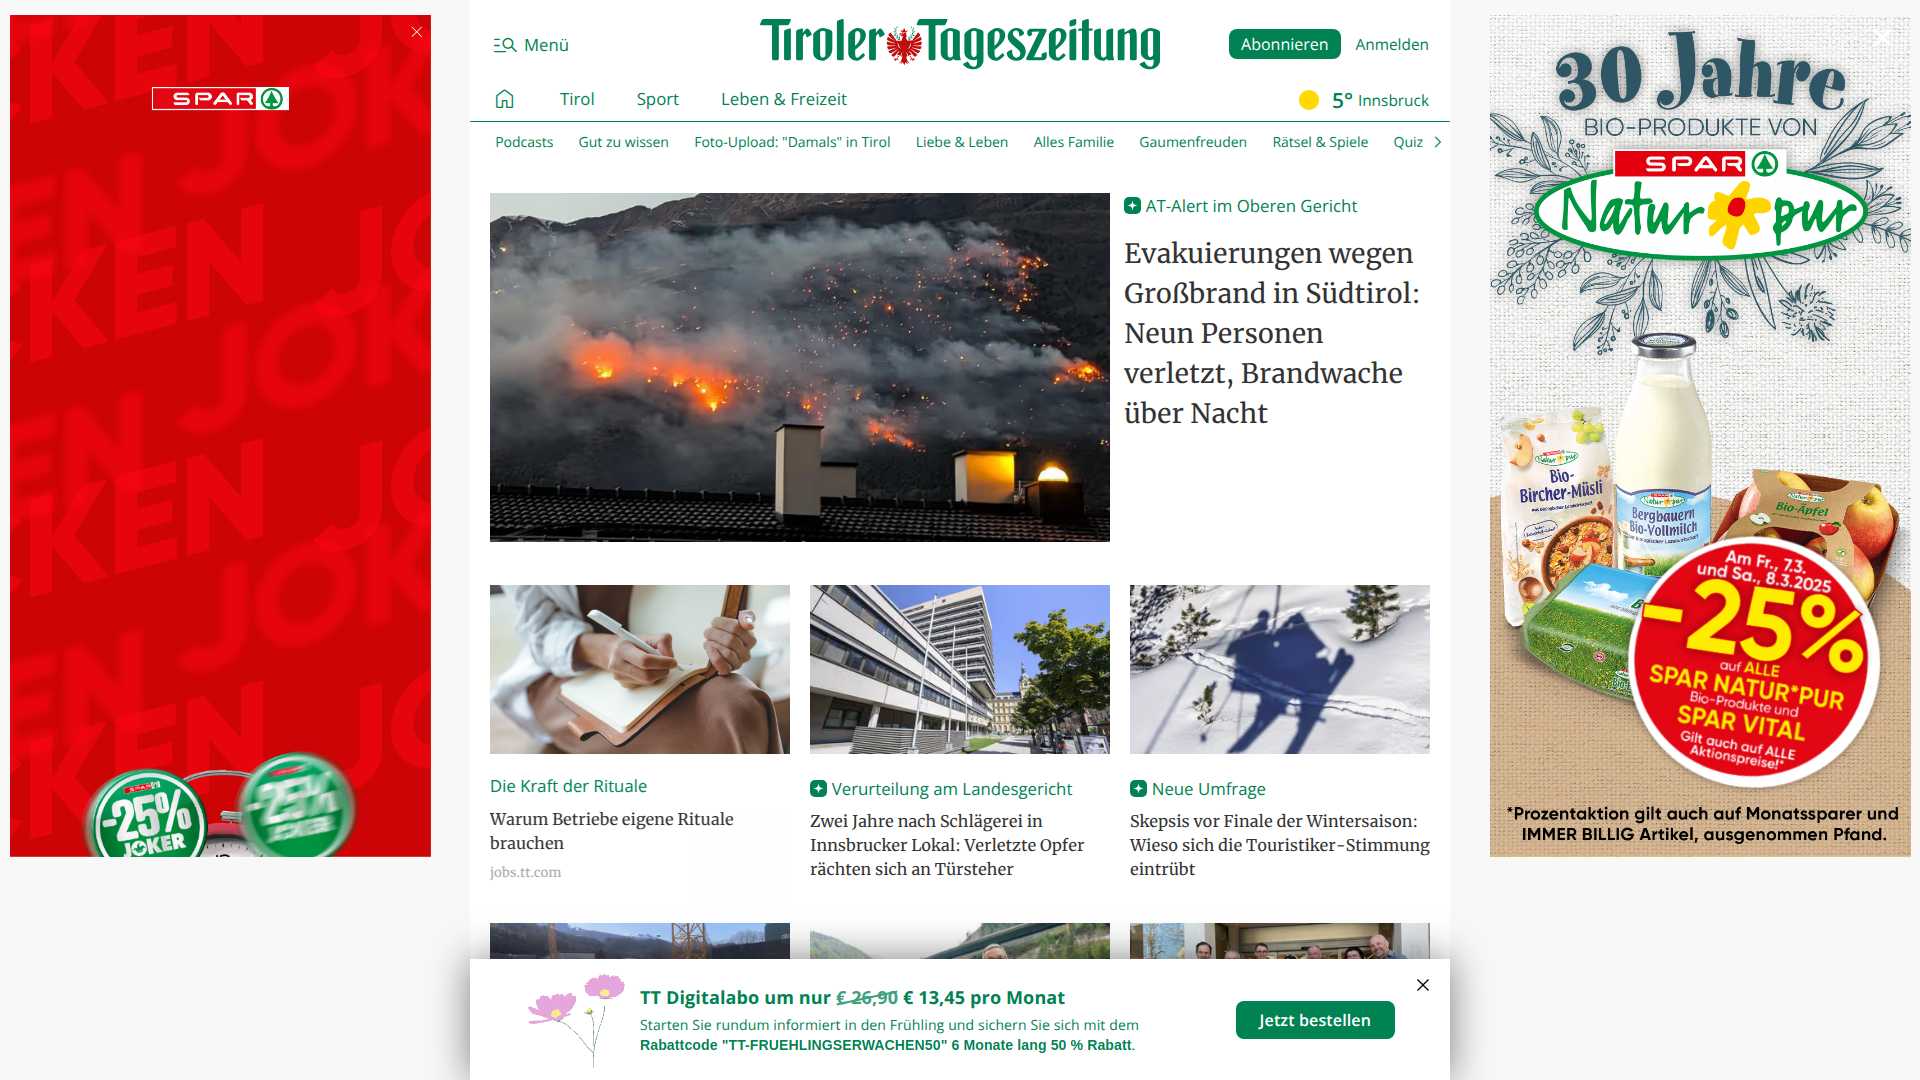 Menü
Tiroler Tageszeitung
Abonnieren
Anmelden
Tirol
Sport
Leben & Freizeit
5° Innsbruck
Podcasts
Gut zu wissen
Foto-Upload: "Damals" in Tirol
Liebe & Leben
Alles Familie
Gaumenfreuden
Rätsel & Spiele
Quiz
AT-Alert im Oberen Gericht
Evakuierungen wegen
Großbrand in Südtirol:
Neun Personen
verletzt, Brandwache
über Nacht
Die Kraft der Rituale
Warum Betriebe eigene Rituale
brauchen
jobs.tt.com
Verurteilung am Landesgericht
Zwei Jahre nach Schlägerei in
Innsbrucker Lokal: Verletzte Opfer
rächten sich an Türsteher
Neue Umfrage
Skepsis vor Finale der Wintersaison:
Wieso sich die Touristiker-Stimmung
eintrübt
TT Digitalabo um nur € 26,90 € 13,45 pro Monat
Starten Sie rundum informiert in den Frühling und sichern Sie sich mit dem
Rabattcode "TT-FRUEHLINGSERWACHEN50" 6 Monate lang 50 % Rabatt.
Jetzt bestellen
SPAR
SPAR
-25%
JOKER
-25%
JOKER
30 Jahre
BIO-PRODUKTE VON
SPAR
Natur pur
Natur pur
Bio-
Bircher-Müsli
Natur pur
Bergbauern
Bio-Vollmilch
Natur pur
Bio-Äpfel
Am Fr., 7.3.
und Sa., 8.3.2025
-25%
auf ALLE
SPAR NATUR*PUR
Bio-Produkte und
SPAR VITAL
Gilt auch auf ALLE
Aktionspreise!*
*Prozentaktion gilt auch auf Monatssparer und
IMMER BILLIG Artikel, ausgenommen Pfand.